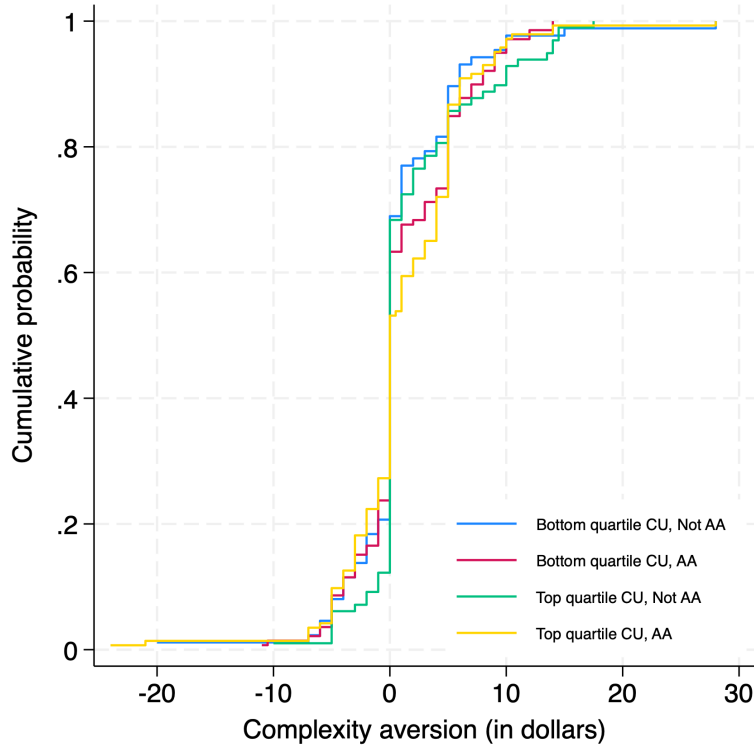 1
.8
.6
.4
.2
0
Cumulative probability
Bottom quartile CU, Not AA
Bottom quartile CU, AA
Top quartile CU, Not AA
Top quartile CU, AA
-20 -10 0 10 20 30
Complexity aversion (in dollars)